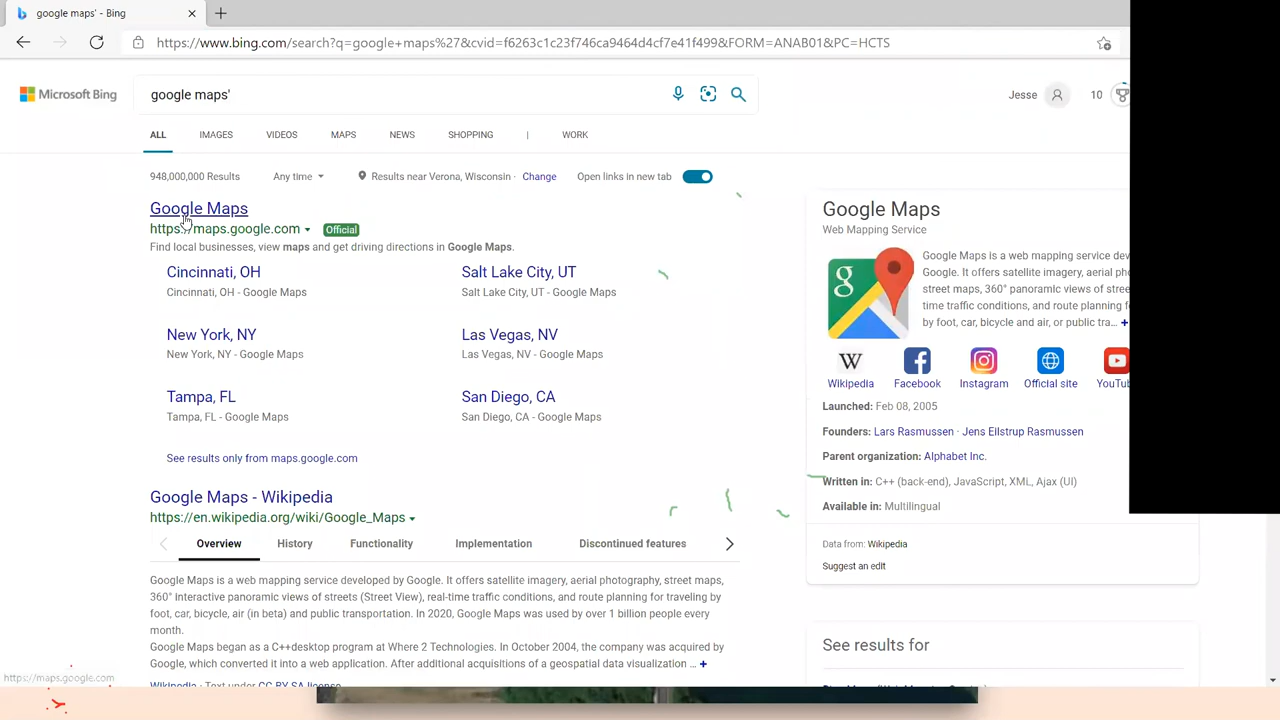 google maps' - Bing
https://www.bing.com/search?q=google+maps%27&cvid=f6263c1c23f746ca9464d4cf7e41f499&FORM=ANAB01&PC=HCTS
Microsoft Bing
google maps'
Jesse
10
ALL IMAGES VIDEOS MAPS NEWS SHOPPING | WORK
948,000,000 Results Any time Results near Verona, Wisconsin · Change Open links in new tab
Google Maps
https://maps.google.com Official
Find local businesses, view maps and get driving directions in Google Maps.
Cincinnati, OH
Cincinnati, OH - Google Maps
Salt Lake City, UT
Salt Lake City, UT - Google Maps
New York, NY
New York, NY - Google Maps
Las Vegas, NV
Las Vegas, NV - Google Maps
Tampa, FL
Tampa, FL - Google Maps
San Diego, CA
San Diego, CA - Google Maps
See results only from maps.google.com
Google Maps - Wikipedia
https://en.wikipedia.org/wiki/Google_Maps
Overview History Functionality Implementation Discontinued features
Google Maps is a web mapping service developed by Google. It offers satellite imagery, aerial photography, street maps,
360° interactive panoramic views of streets (Street View), real-time traffic conditions, and route planning for traveling by
foot, car, bicycle, air (in beta) and public transportation. In 2020, Google Maps was used by over 1 billion people every
month.
Google Maps began as a C++desktop program at Where 2 Technologies. In October 2004, the company was acquired by
Google, which converted it into a web application. After additional acquisitions of a geospatial data visualization ... +
Wikipedia · Text under CC BY-SA license
Google Maps
Web Mapping Service
g
Google Maps is a web mapping service dev
Google. It offers satellite imagery, aerial ph
street maps, 360° panoramic views of stree
time traffic conditions, and route planning f
by foot, car, bicycle and air, or public tra... +
W
Wikipedia Facebook Instagram Official site YouTub
Launched: Feb 08, 2005
Founders: Lars Rasmussen · Jens Eilstrup Rasmussen
Parent organization: Alphabet Inc.
Written in: C++ (back-end), JavaScript, XML, Ajax (UI)
Available in: Multilingual
Data from: Wikipedia
Suggest an edit
See results for
https://maps.google.com